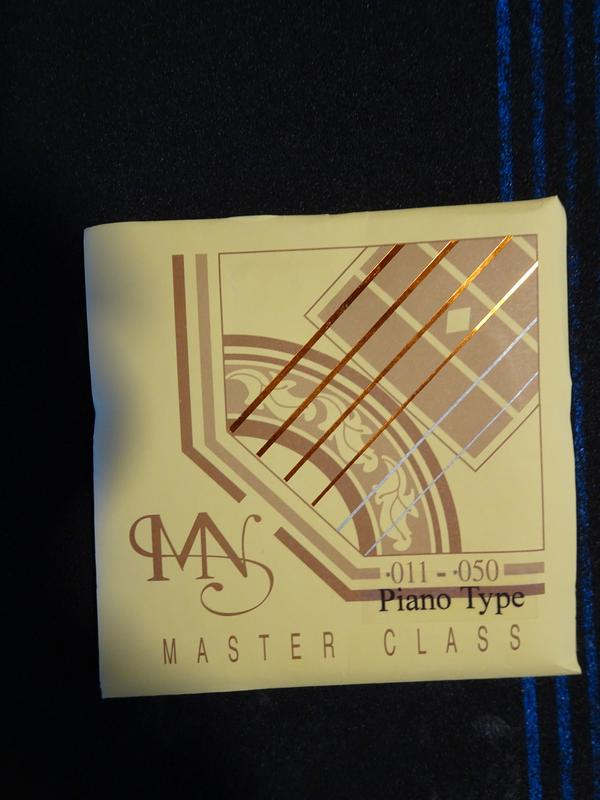 MN
·011 - ·050
Piano Type
MASTER CLASS